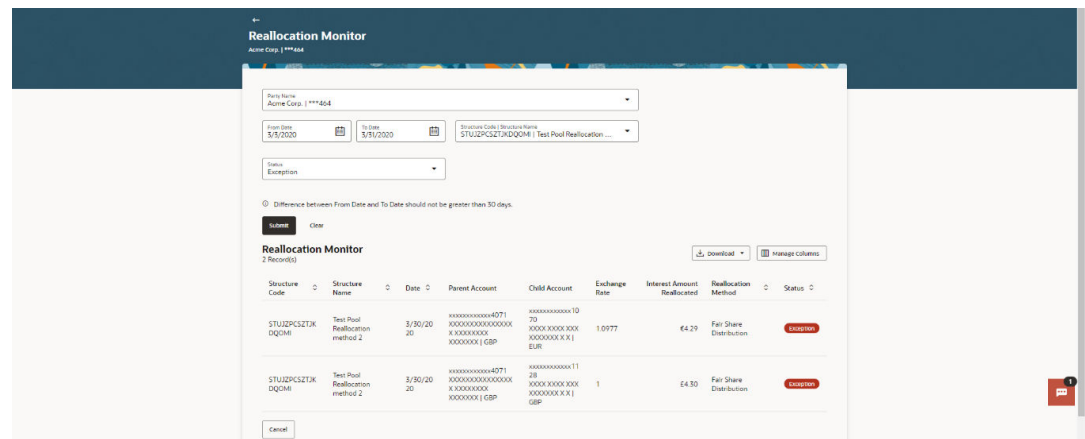 ←
Reallocation Monitor
Acme Corp. | ***464
Party Name
Acme Corp. | ***464
From Date
3/3/2020
To Date
3/31/2020
Structure Code | Structure Name
STUJZPCSZTJKDQOMI | Test Pool Reallocation ....
Status
Exception
Difference between From Date and To Date should not be greater than 30 days.
Submit Clear
Reallocation Monitor
2 Record(s)
Download
Manage Columns
Structure Code
Structure Name
Date
Parent Account
Child Account
Exchange Rate
Interest Amount Reallocated
Reallocation Method
Status
STUJZPCSZTJK
DQOMI
Test Pool
Reallocation
method 2
3/30/20
20
xxxxxxxxxxxx4071
XXXXXXXXXXXXXXX
X XXXXXXXX
XXXXXXX | GBP
xxxxxxxxxxxx10
70
XXXX XXXX XXX
XXXXXXX X X |
EUR
1.0977
€4.29
Fair Share
Distribution
Exception
STUJZPCSZTJK
DQOMI
Test Pool
Reallocation
method 2
3/30/20
20
xxxxxxxxxxxx4071
XXXXXXXXXXXXXXX
X XXXXXXXX
XXXXXXX | GBP
xxxxxxxxxxxx11
28
XXXX XXXX XXX
XXXXXXX X X |
GBP
1
£4.30
Fair Share
Distribution
Exception
1
Cancel